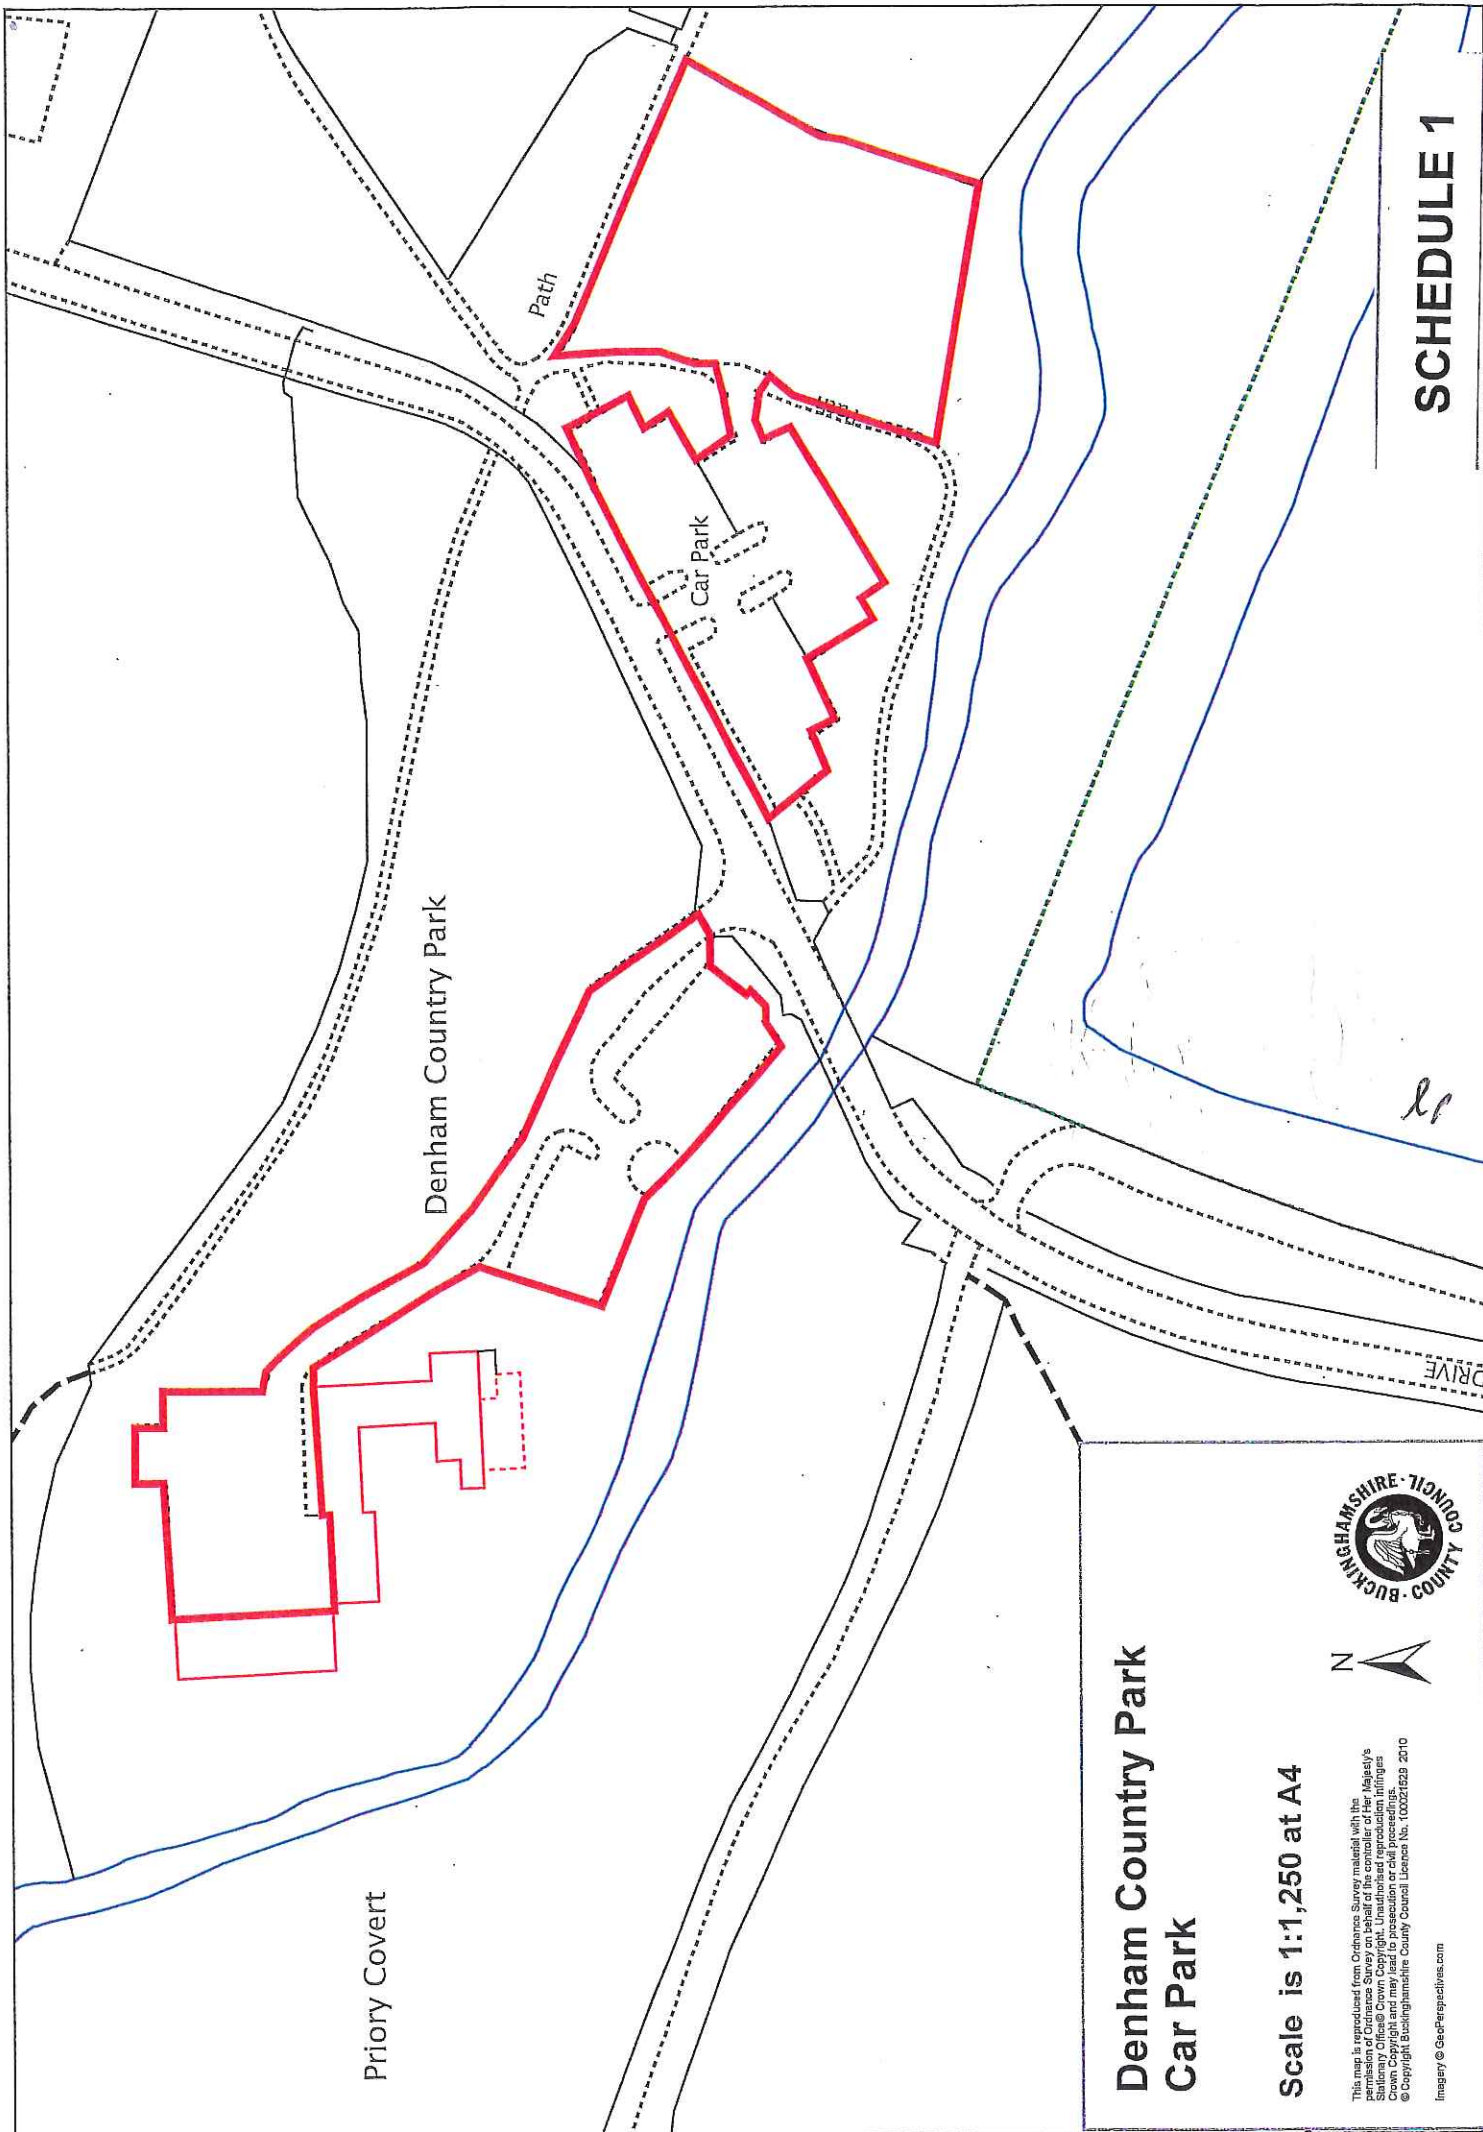 SCHEDULE 1
Path
Car Park
Denham Country Park
Priory Covert
DRIVE
Denham Country Park
Car Park
Scale is 1:1,250 at A4
N
BUCKINGHAMSHIRE · COUNTY COUNCIL ·
This map is reproduced from Ordnance Survey material with the
permission of Ordnance Survey on behalf of the controller of Her Majesty's
Stationary Office© Crown Copyright. Unauthorised reproduction infringes
Crown Copyright and may lead to prosecution or civil proceedings.
© Copyright Buckinghamshire County Council Licence No. 100021529 2010
Imagery © GeoPerspectives.com